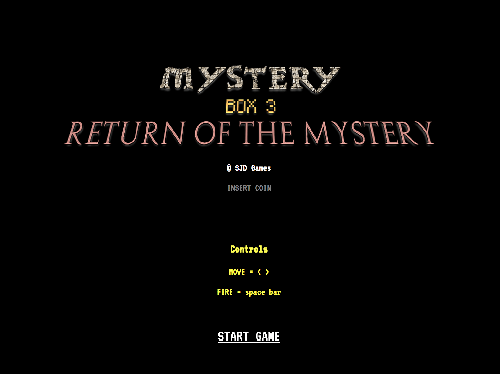 MYSTERY
BOX 3
RETURN OF THE MYSTERY
© SJD Games
INSERT COIN
Controls
MOVE = < >
FIRE = space bar
START GAME